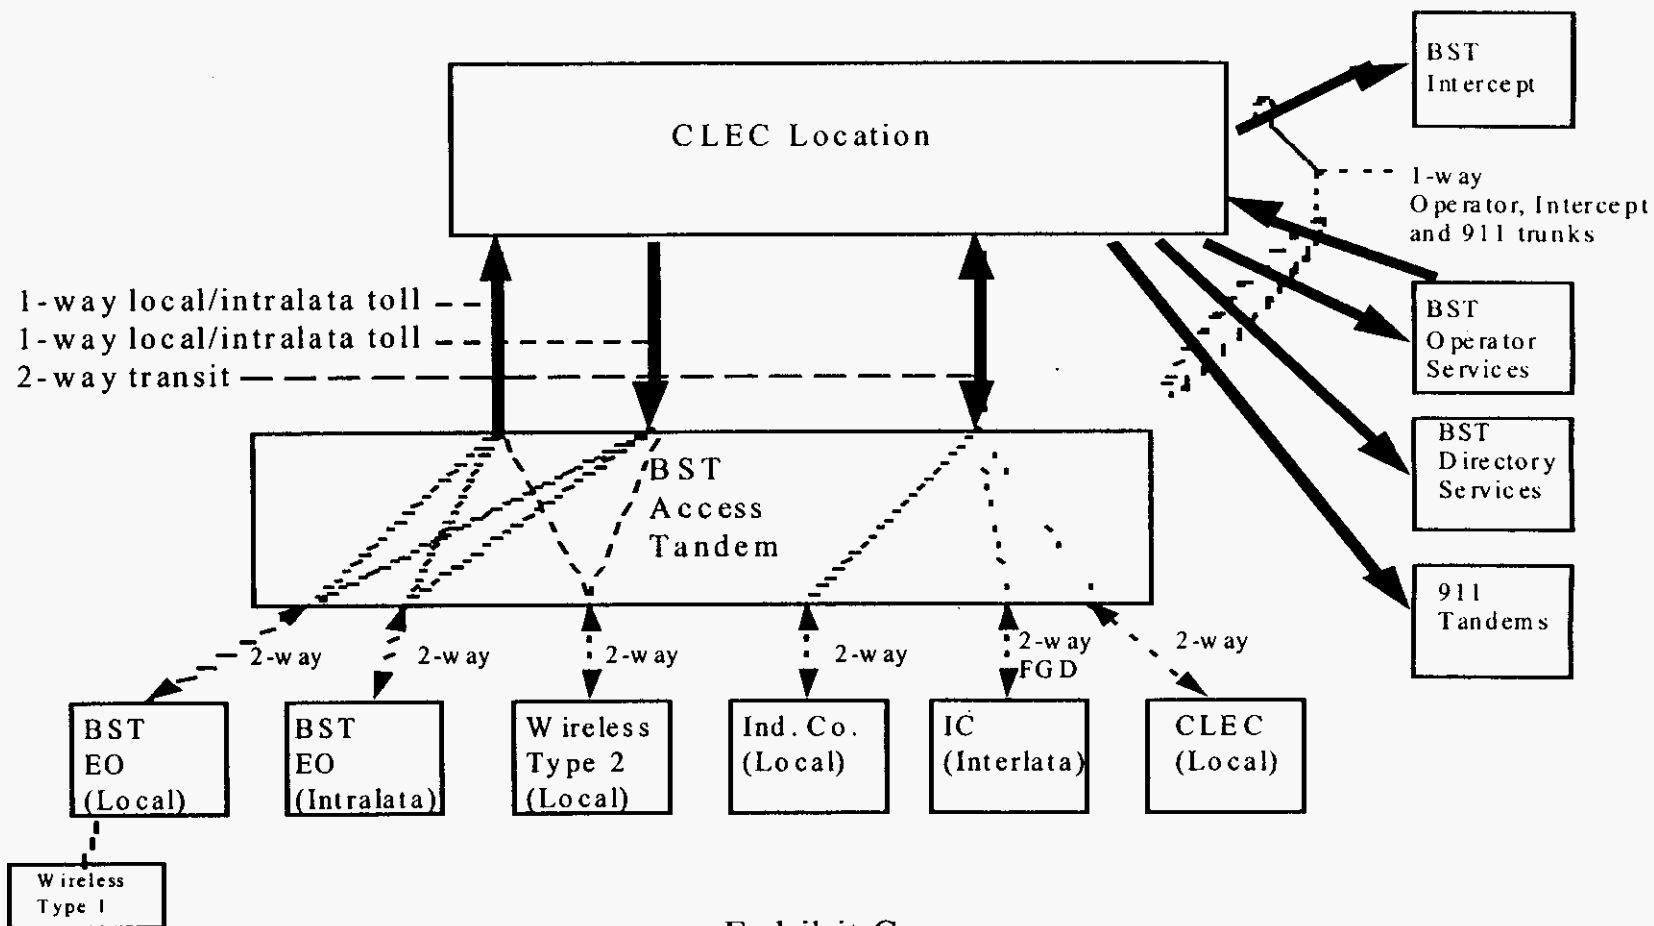 BST
Intercept
CLEC Location
1-way
Operator, Intercept
and 911 trunks
1-way local/intralata toll
1-way local/intralata toll
2-way transit
BST
Operator
Services
BST
Directory
Services
BST
Access
Tandem
911
Tandems
2-way
2-way
2-way
2-way
2-way
FGD
2-way
BST
EO
(Local)
BST
EO
(Intralata)
Wireless
Type 2
(Local)
Ind. Co.
(Local)
IC
(Interlata)
CLEC
(Local)
Wireless
Type 1